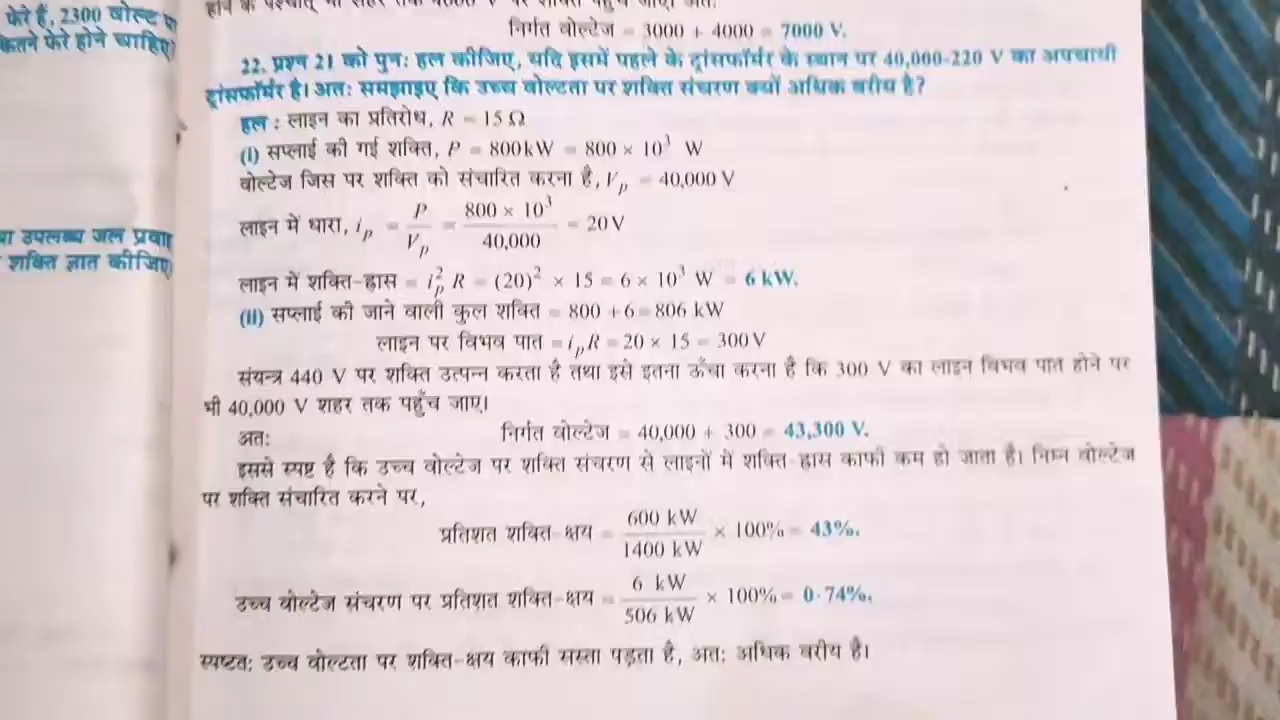 फेरे हैं, 2300 वोल्ट
कितने फेरे होने चाहिए?
उपलब्ध जल प्रवाह
शक्ति ज्ञात कीजिए
निर्गत वोल्टेज = 3000 + 4000 = 7000 V.
22. प्रश्न 21 को पुन: हल कीजिए, यदि इसमें पहले के ट्रांसफॉर्मर के स्थान पर 40,000-220 V का अपचायी
ट्रांसफॉर्मर है। अत: समझाइए कि उच्च वोल्टता पर शक्ति संचरण क्यों अधिक वरीय है?
हल : लाइन का प्रतिरोध, R = 15 Ω
(i) सप्लाई की गई शक्ति, P = 800 kW = 800 × 10³ W
वोल्टेज जिस पर शक्ति को संचारित करना है, V_p = 40,000 V
लाइन में धारा, i_p = P/V_p = 800 × 10³/40,000 = 20 V
लाइन में शक्ति-ह्रास = i_p² R = (20)² × 15 = 6 × 10³ W = 6 kW.
(ii) सप्लाई की जाने वाली कुल शक्ति = 800 + 6 = 806 kW
लाइन पर विभव पात = i_p R = 20 × 15 = 300 V
संयन्त्र 440 V पर शक्ति उत्पन्न करता है तथा इसे इतना ऊँचा करना है कि 300 V का लाइन विभव पात होने पर
भी 40,000 V शहर तक पहुँच जाए।
अत: निर्गत वोल्टेज = 40,000 + 300 = 43,300 V.
इससे स्पष्ट है कि उच्च वोल्टेज पर शक्ति संचरण से लाइनों में शक्ति-ह्रास काफी कम हो जाता है। निम्न वोल्टेज
पर शक्ति संचारित करने पर,
प्रतिशत शक्ति-क्षय = 600 kW/1400 kW × 100% = 43%.
उच्च वोल्टेज संचरण पर प्रतिशत शक्ति-क्षय = 6 kW/506 kW × 100% = 0·74%.
स्पष्टत: उच्च वोल्टता पर शक्ति-क्षय काफी सस्ता पड़ता है, अत: अधिक वरीय है।